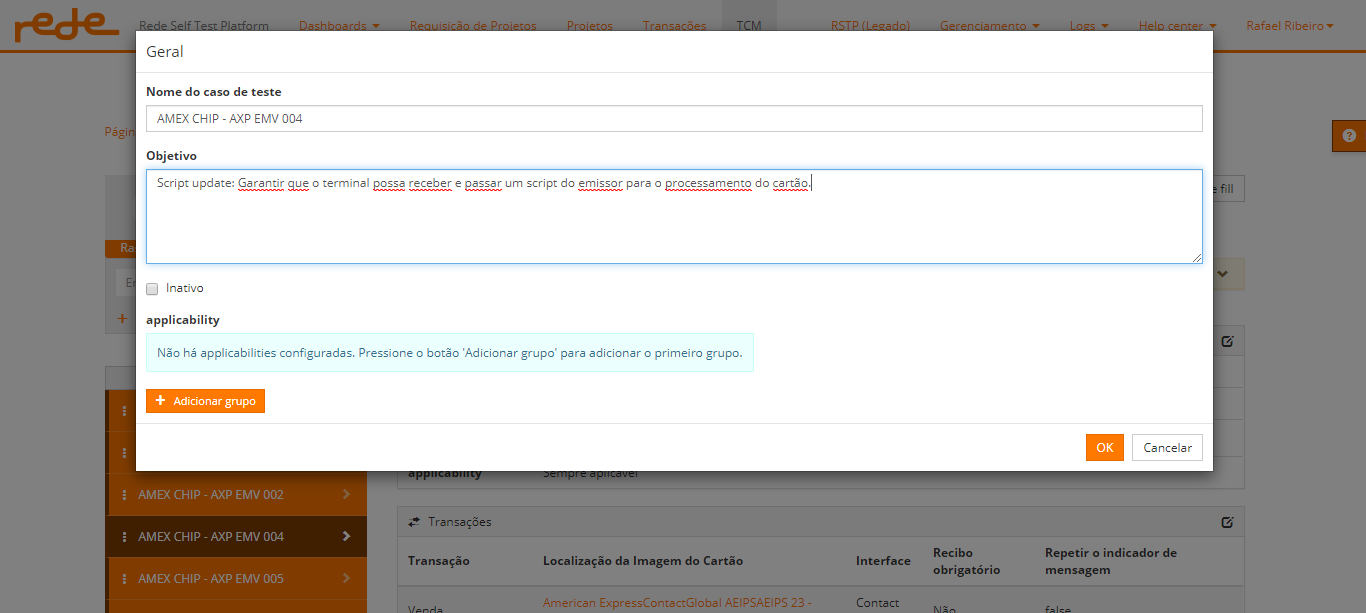 rede
Rede Self Test Platform Dashboards Requisição de Projetos Projetos Transações TCM RSTP (Legado) Gerenciamento Logs Help center Rafael Ribeiro
Geral
Nome do caso de teste
AMEX CHIP - AXP EMV 004
Objetivo
Script update: Garantir que o terminal possa receber e passar um script do emissor para o processamento do cartão.
Inativo
applicability
Não há applicabilities configuradas. Pressione o botão 'Adicionar grupo' para adicionar o primeiro grupo.
+ Adicionar grupo
OK Cancelar
fill
applicability Sempre aplicável
AMEX CHIP - AXP EMV 002
AMEX CHIP - AXP EMV 004
AMEX CHIP - AXP EMV 005
Transações
Transação Localização da Imagem do Cartão Interface Recibo obrigatório Repetir o indicador de mensagem
Venda American ExpressContactGlobal AEIPSAEIPS 23 - Contact Não false